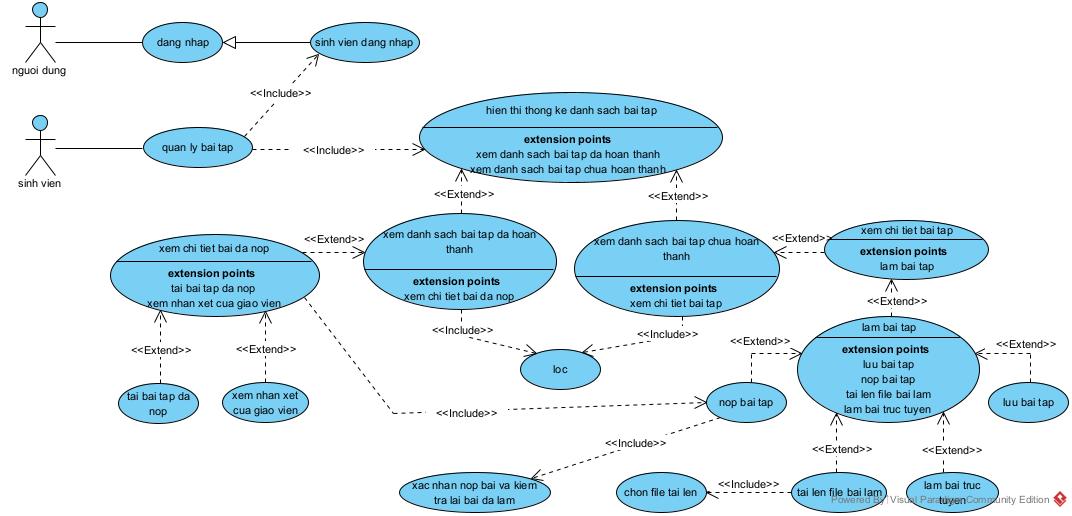 dang nhap
sinh vien dang nhap
nguoi dung
<<Include>>
hien thi thong ke danh sach bai tap
extension points
xem danh sach bai tap da hoan thanh
xem danh sach bai tap chua hoan thanh
quan ly bai tap
<<Include>>
sinh vien
<<Extend>>
<<Extend>>
xem chi tiet bai da nop
extension points
tai bai tap da nop
xem nhan xet cua giao vien
<<Extend>>
xem danh sach bai tap da hoan
thanh
extension points
xem chi tiet bai da nop
xem danh sach bai tap chua hoan
thanh
extension points
xem chi tiet bai tap
<<Extend>>
xem chi tiet bai tap
extension points
lam bai tap
<<Extend>>
<<Include>>
<<Include>>
lam bai tap
extension points
luu bai tap
nop bai tap
tai len file bai lam
lam bai truc tuyen
<<Extend>>
<<Extend>>
<<Extend>>
<<Extend>>
loc
tai bai tap da
nop
xem nhan xet
cua giao vien
<<Include>>
nop bai tap
luu bai tap
<<Include>>
<<Extend>>
<<Extend>>
xac nhan nop bai va kiem
tra lai bai da lam
chon file tai len
<<Include>>
tai len file bai lam
lam bai truc
tuyen
Powered By Visual Paradigm Community Edition